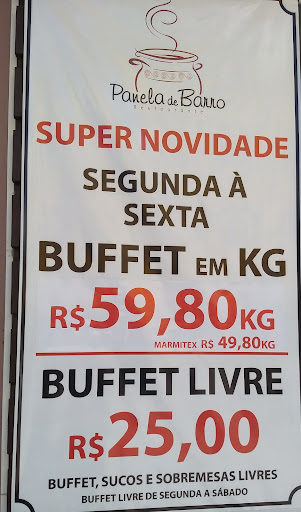 Panela de Barro
Restaurante
SUPER NOVIDADE
SEGUNDA À
SEXTA
BUFFET EM KG
R$59,80KG
MARMITEX R$ 49,80KG
BUFFET LIVRE
R$25,00
BUFFET, SUCOS E SOBREMESAS LIVRES
BUFFET LIVRE DE SEGUNDA A SÁBADO